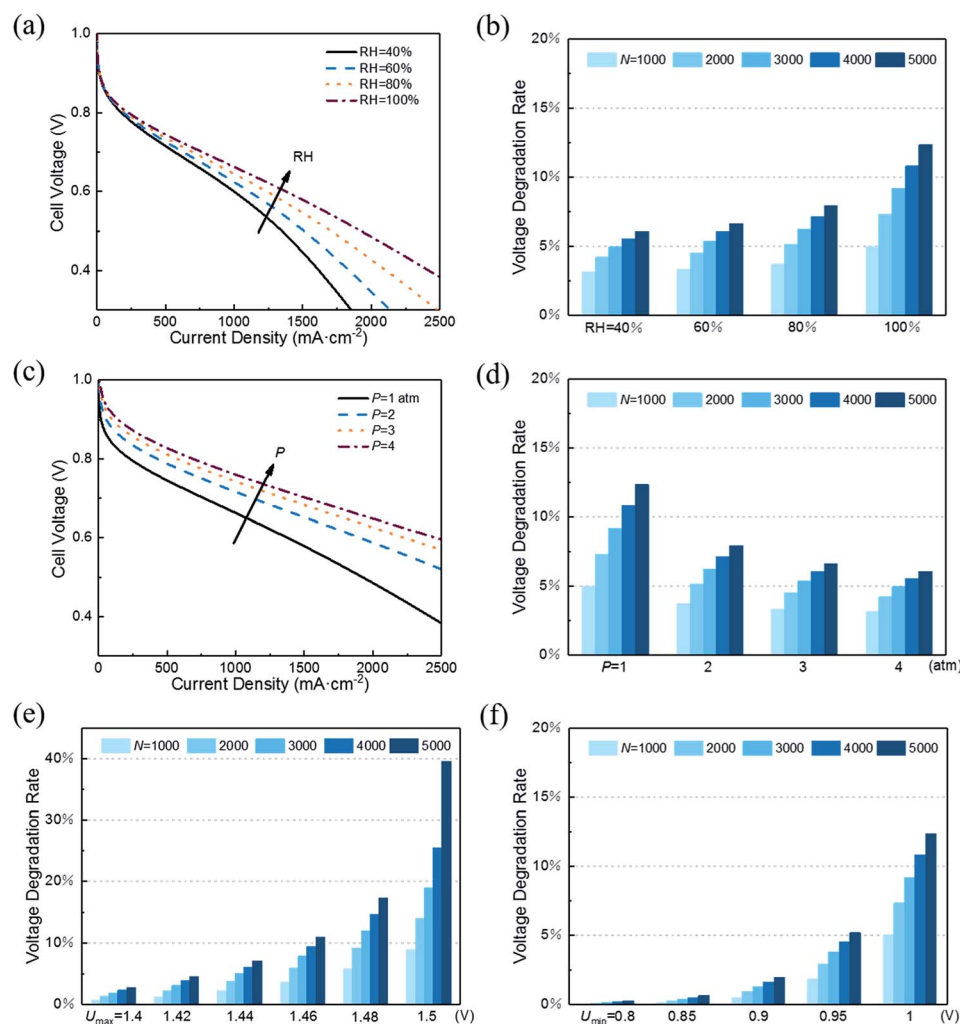 (a)
1.0
0.8
0.6
0.4
Cell Voltage (V)
RH=40%
RH=60%
RH=80%
RH=100%
RH
0 500 1000 1500 2000 2500
Current Density (mA·cm⁻²)
(b)
20%
15%
10%
5%
0%
Voltage Degradation Rate
N=1000 2000 3000 4000 5000
RH=40% 60% 80% 100%
(c)
1.0
0.8
0.6
0.4
Cell Voltage (V)
P=1 atm
P=2
P=3
P=4
P
0 500 1000 1500 2000 2500
Current Density (mA·cm⁻²)
(d)
20%
15%
10%
5%
0%
Voltage Degradation Rate
N=1000 2000 3000 4000 5000
P=1 2 3 4 (atm)
(e)
40%
30%
20%
10%
0%
Voltage Degradation Rate
N=1000 2000 3000 4000 5000
Umax=1.4 1.42 1.44 1.46 1.48 1.5 (V)
(f)
20%
15%
10%
5%
0%
Voltage Degradation Rate
N=1000 2000 3000 4000 5000
Umin=0.8 0.85 0.9 0.95 1 (V)